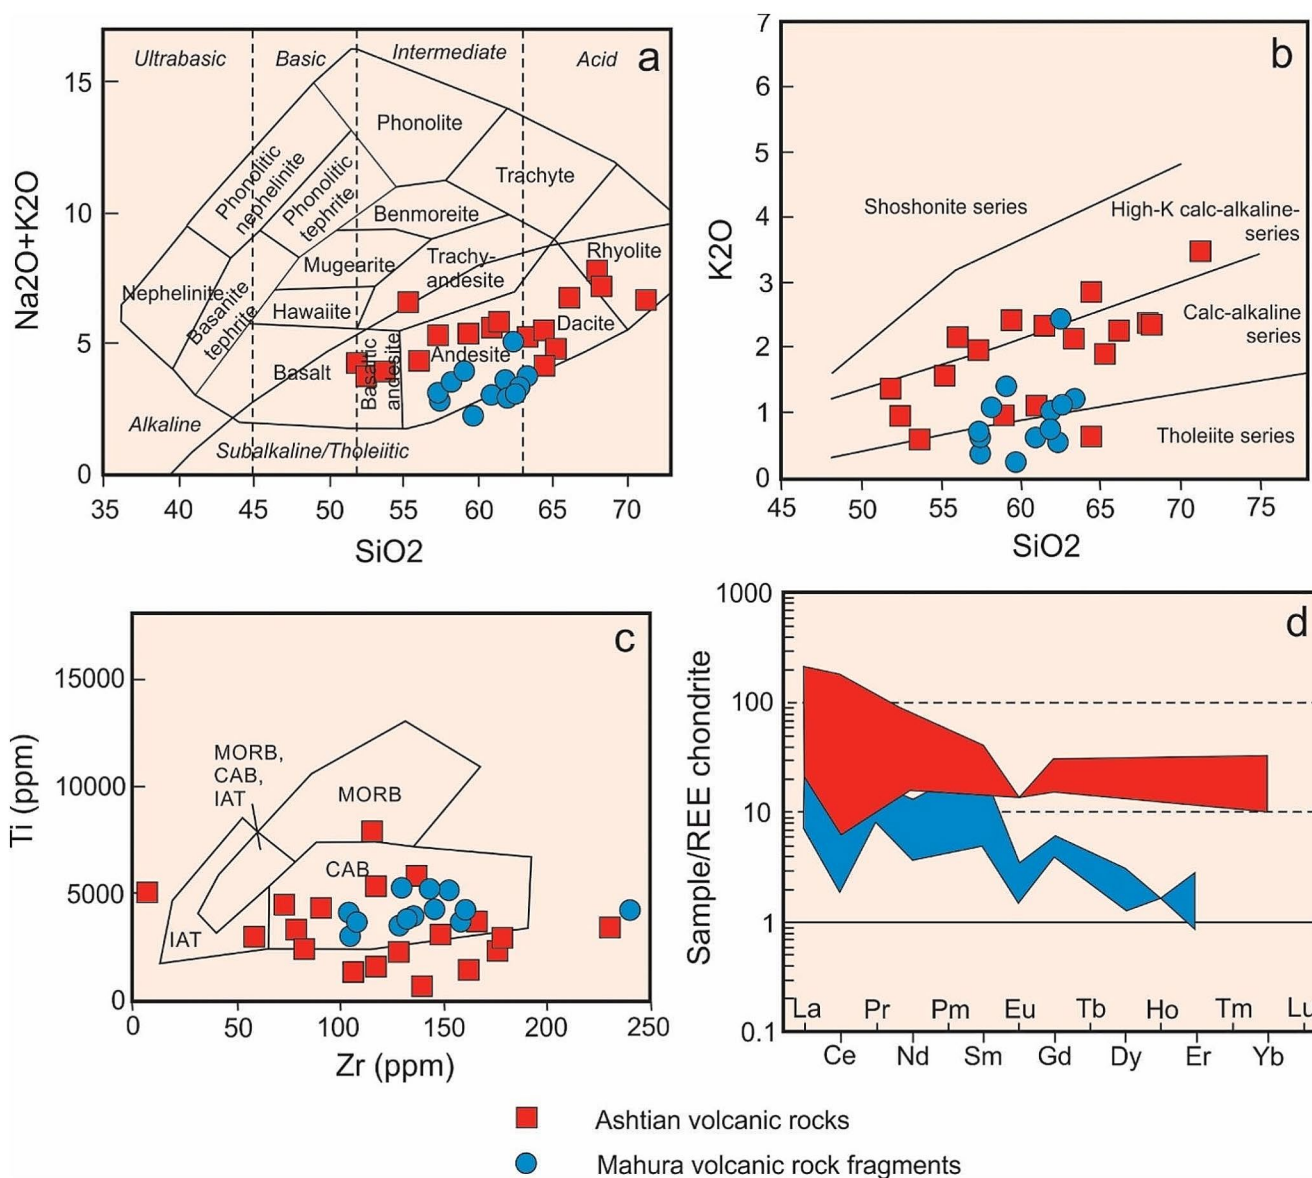 a
Ultrabasic
Basic
Intermediate
Acid
Phonolite
Trachyte
Phonolitic
nephelinite
Phonolitic
tephrite
Benmoreite
Rhyolite
Mugearite
Trachy-
andesite
Nephelinite
Basanite
tephrite
Hawaiite
Dacite
Basalt
Basaltic
andesite
Andesite
Alkaline
Subalkaline/Tholeiitic
Na2O+K2O
15
10
5
0
35 40 45 50 55 60 65 70
SiO2
b
Shoshonite series
High-K calc-alkaline-
series
Calc-alkaline
series
Tholeiite series
K2O
7
6
5
4
3
2
1
0
45 50 55 60 65 70 75
SiO2
c
MORB,
CAB,
IAT
MORB
CAB
IAT
Ti (ppm)
15000
10000
5000
0
0 50 100 150 200 250
Zr (ppm)
d
Sample/REE chondrite
1000
100
10
1
0.1
La Pr Pm Eu Tb Ho Tm Lu
Ce Nd Sm Gd Dy Er Yb
Ashtian volcanic rocks
Mahura volcanic rock fragments